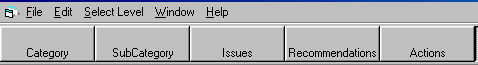 File Edit Select Level Window Help
Category SubCategory Issues Recommendations Actions